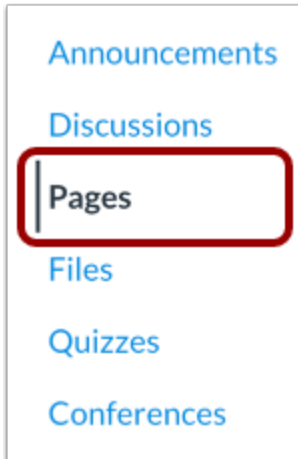 Announcements
Discussions
Pages
Files
Quizzes
Conferences